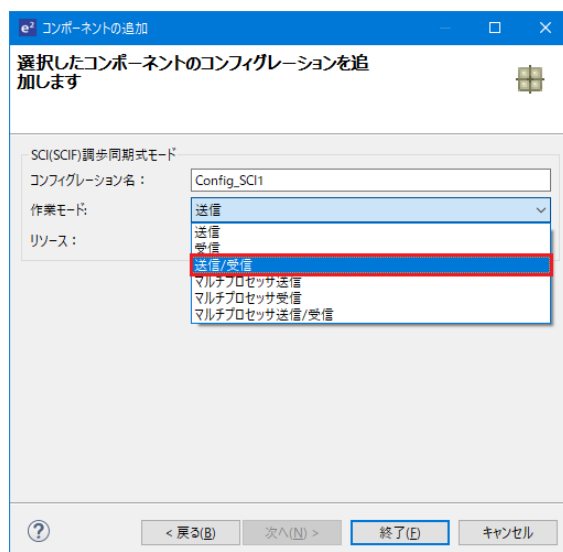 e² コンポーネントの追加
選択したコンポーネントのコンフィグレーションを追
加します
SCI(SCIF)調歩同期式モード
コンフィグレーション名：
Config_SCI1
作業モード:
送信
リソース：
送信
受信
送信/受信
マルチプロセッサ送信
マルチプロセッサ受信
マルチプロセッサ送信/受信
?
< 戻る(B)
次へ(N) >
終了(F)
キャンセル